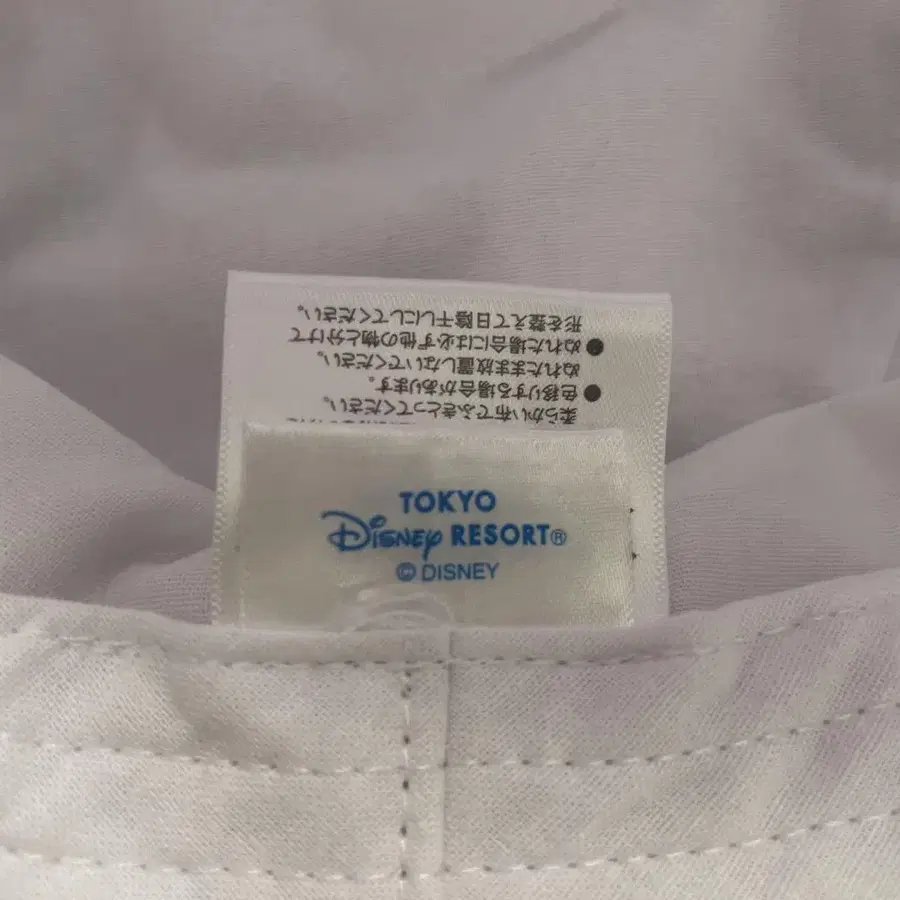 柔らかい布でふきとってください。
●色移りする場合があります。
ぬれたまま放置しないでください。
●ぬれた場合には必ず他の物と分けて
形を整えて日陰干しにしてください。
TOKYO
Disney RESORT®
© DISNEY